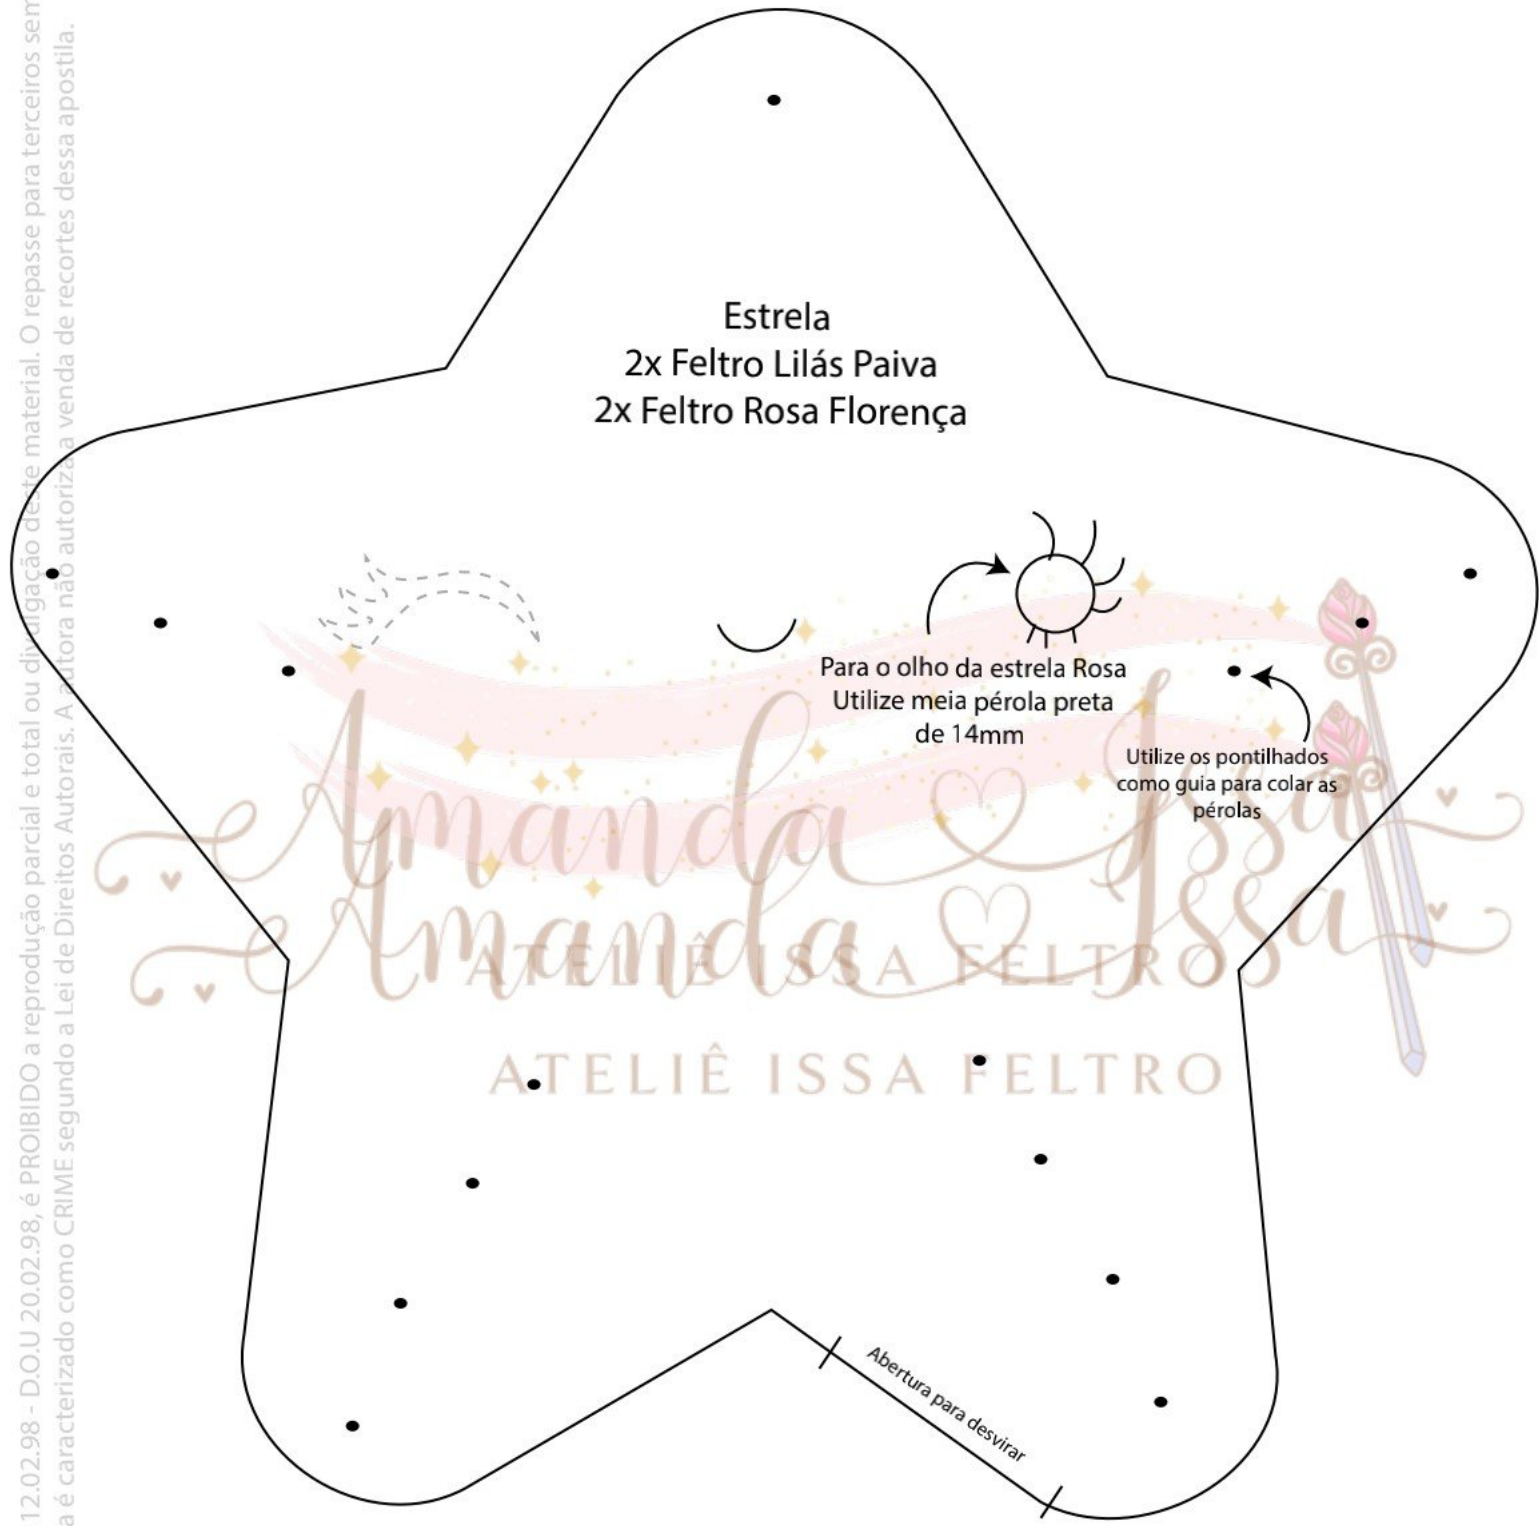 12.02.98 - D.O.U 20.02.98, é PROIBIDO a reprodução parcial e total ou divulgação deste material. O repasse para terceiros sem
a é caracterizado como CRIME segundo a Lei de Direitos Autorais. A autora não autoriza a venda de recortes dessa apostila.
Estrela
2x Feltro Lilás Paiva
2x Feltro Rosa Florença
Para o olho da estrela Rosa
Utilize meia pérola preta
de 14mm
Utilize os pontilhados
como guia para colar as
pérolas
Amanda Issa
Amanda Issa
ATELIÊ ISSA FELTROS
ATELIÊ ISSA FELTRO
Abertura para desvirar